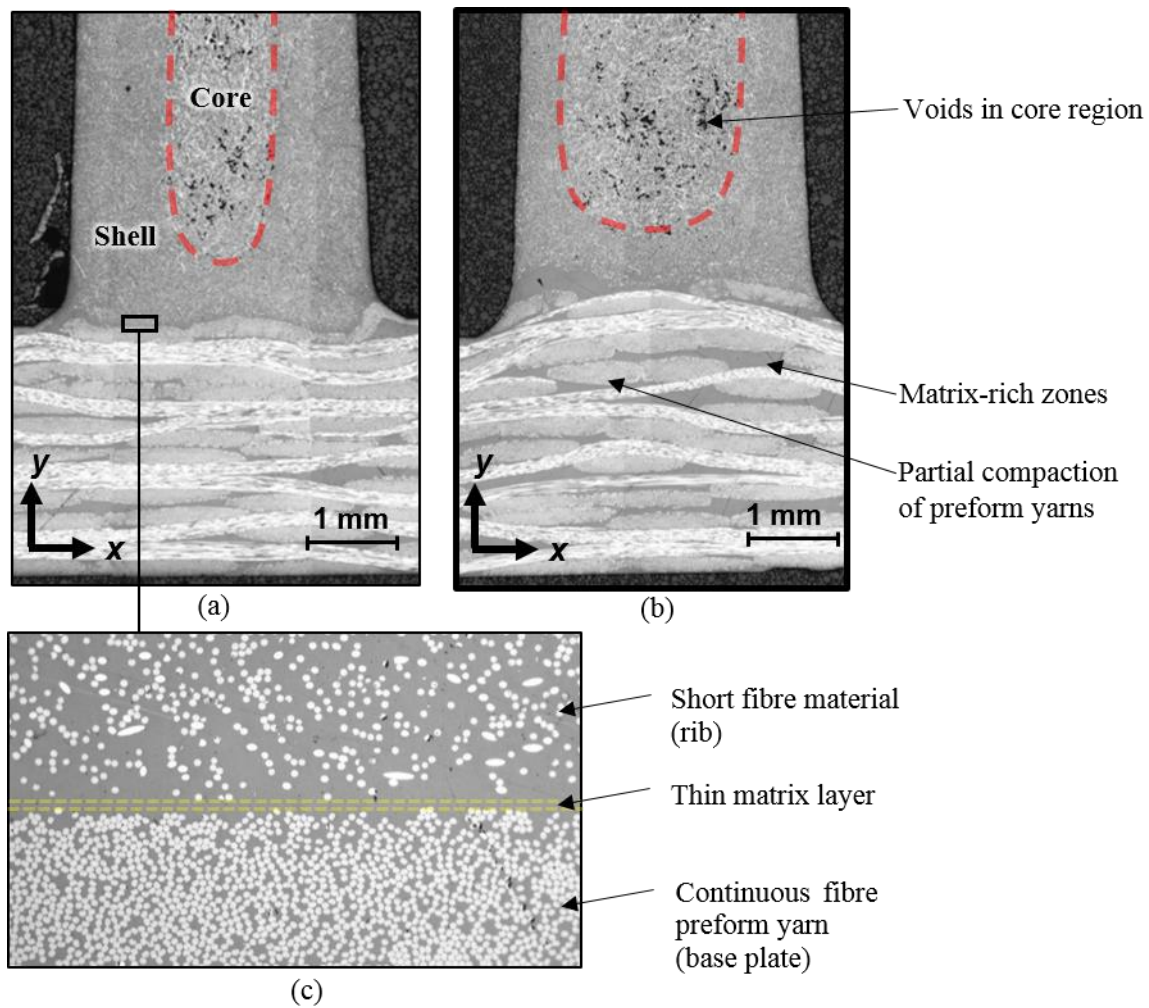 Core
Shell
y
x
1 mm
(a)
y
x
1 mm
(b)
Voids in core region
Matrix-rich zones
Partial compaction
of preform yarns
Short fibre material
(rib)
Thin matrix layer
Continuous fibre
preform yarn
(base plate)
(c)